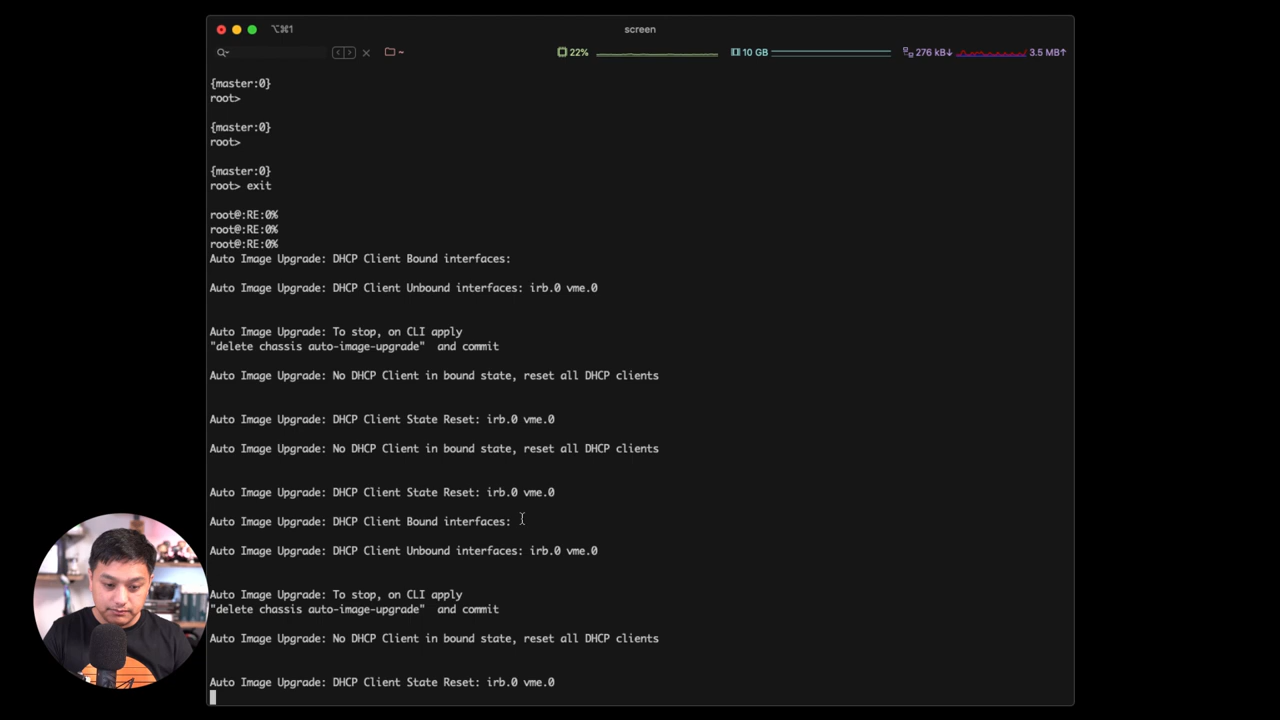 ⌥⌘1
screen
~
22%
10 GB
276 kB↓
3.5 MB↑
{master:0}
root>
{master:0}
root>
{master:0}
root> exit
root@:RE:0%
root@:RE:0%
root@:RE:0%
Auto Image Upgrade: DHCP Client Bound interfaces:
Auto Image Upgrade: DHCP Client Unbound interfaces: irb.0 vme.0
Auto Image Upgrade: To stop, on CLI apply
"delete chassis auto-image-upgrade"  and commit
Auto Image Upgrade: No DHCP Client in bound state, reset all DHCP clients
Auto Image Upgrade: DHCP Client State Reset: irb.0 vme.0
Auto Image Upgrade: No DHCP Client in bound state, reset all DHCP clients
Auto Image Upgrade: DHCP Client State Reset: irb.0 vme.0
Auto Image Upgrade: DHCP Client Bound interfaces:
Auto Image Upgrade: DHCP Client Unbound interfaces: irb.0 vme.0
Auto Image Upgrade: To stop, on CLI apply
"delete chassis auto-image-upgrade"  and commit
Auto Image Upgrade: No DHCP Client in bound state, reset all DHCP clients
Auto Image Upgrade: DHCP Client State Reset: irb.0 vme.0